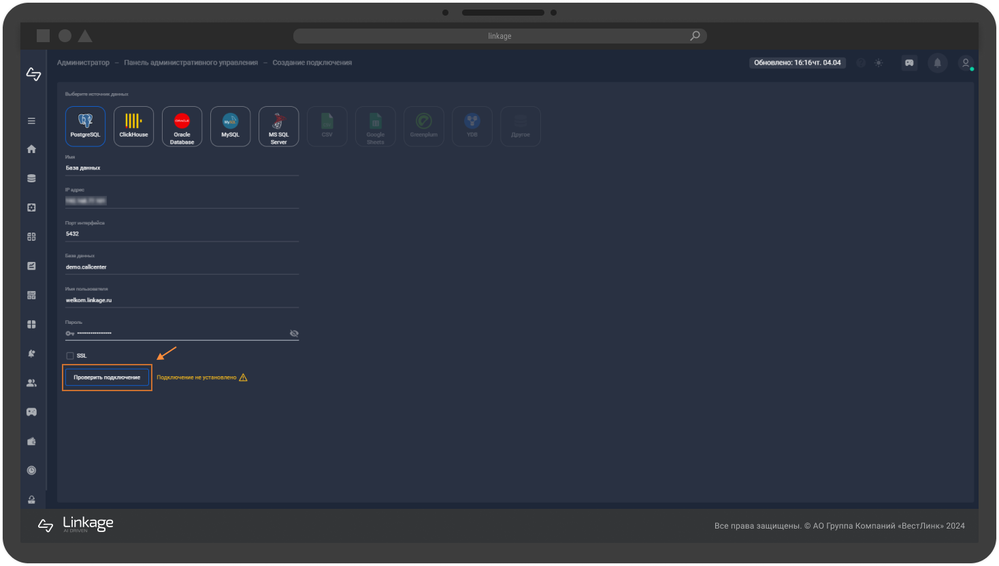 linkage
Администратор – Панель административного управления – Создание подключения
Обновлено: 16:16 чт. 04.04
Выберите источник данных
PostgreSQL
ClickHouse
ORACLE
Oracle
Database
MySQL
MySQL
MS SQL
Server
CSV
Google
Sheets
Greenplum
YDB
Другое
Имя
База данных
IP адрес
Порт интерфейса
5432
База данных
demo.callcenter
Имя пользователя
welkom.linkage.ru
Пароль
SSL
Проверить подключение
Подключение не установлено
Linkage
AI DRIVEN
Все права защищены. © АО Группа Компаний «ВестЛинк» 2024